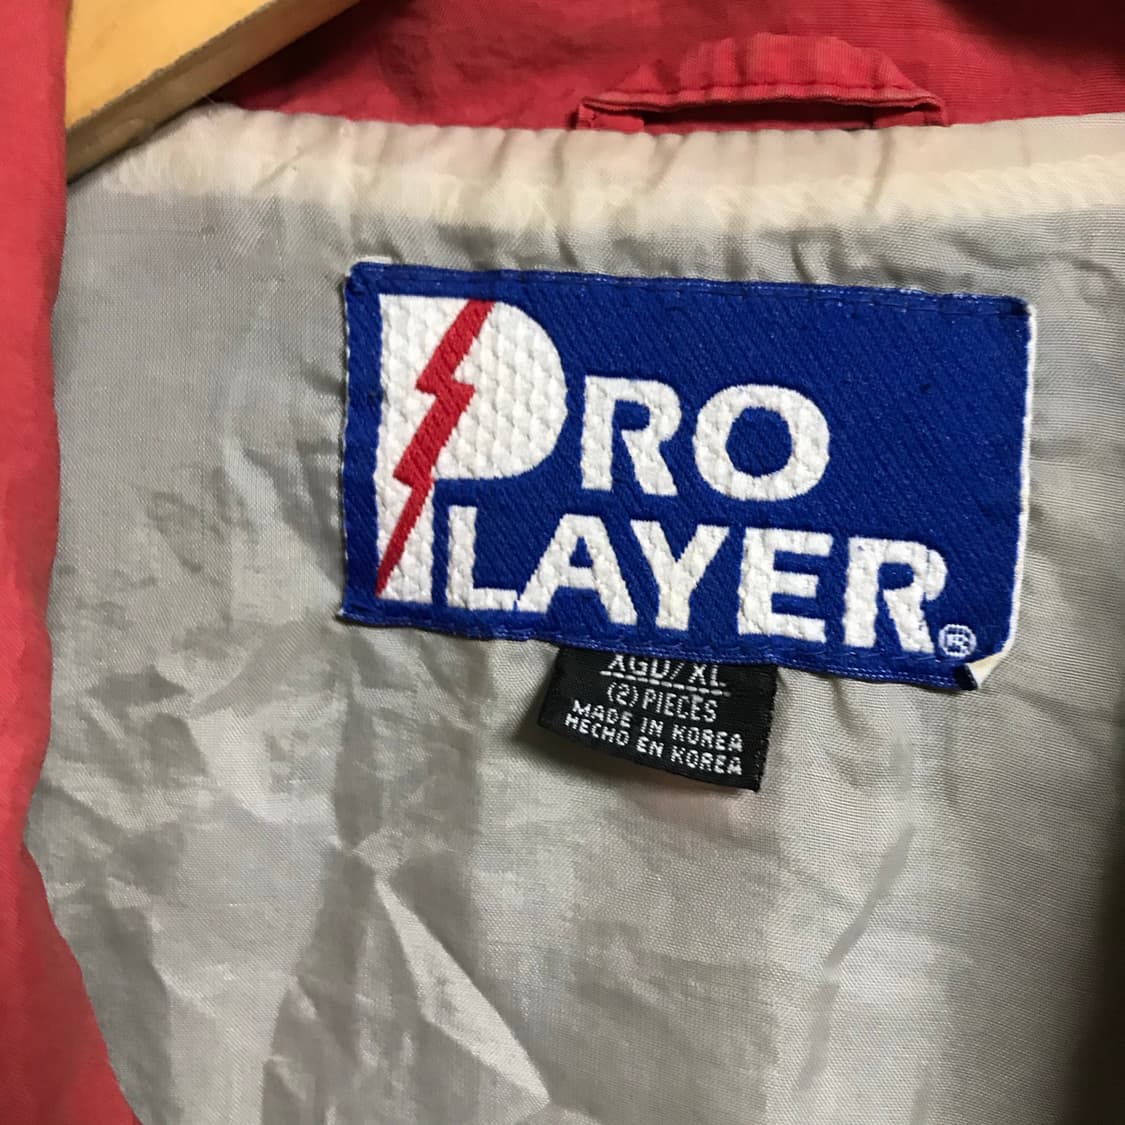 PRO
PLAYER®
XGD/XL
(2) PIECES
MADE IN KOREA
HECHO EN KOREA